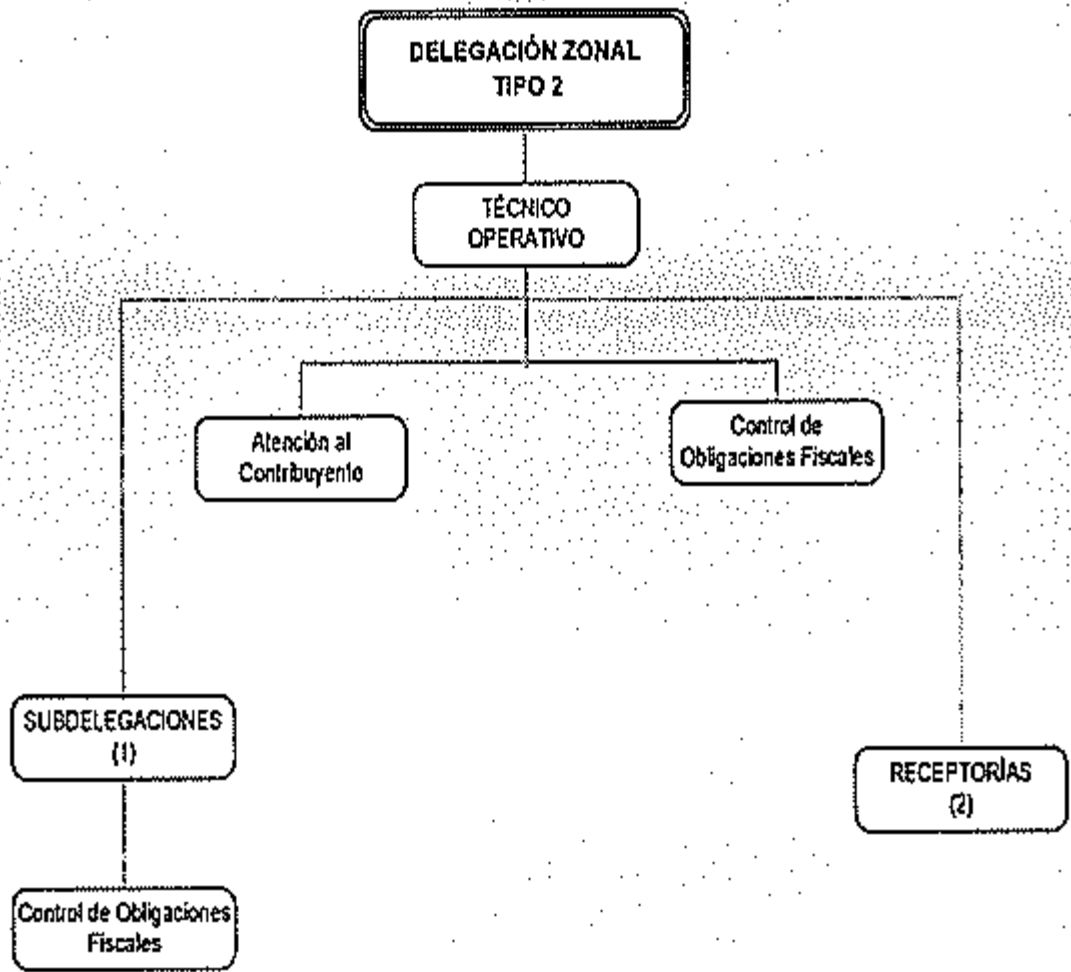 DELEGACIÓN ZONAL
TIPO 2
TÉCNICO
OPERATIVO
Atención al
Contribuyento
Control de
Obligaciones Fiscales
SUBDELEGACIONES
(1)
RECEPTORÍAS
(2)
Control de Obligaciones
Fiscales